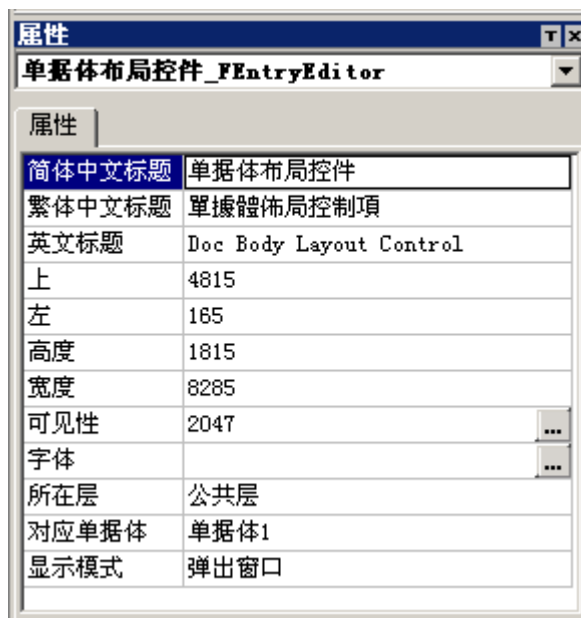 属性
单据体布局控件_FEntryEditor
属性
简体中文标题 单据体布局控件
繁体中文标题 單據體佈局控制項
英文标题 Doc Body Layout Control
上 4815
左 165
高度 1815
宽度 8285
可见性 2047 ...
字体 ...
所在层 公共层
对应单据体 单据体1
显示模式 弹出窗口